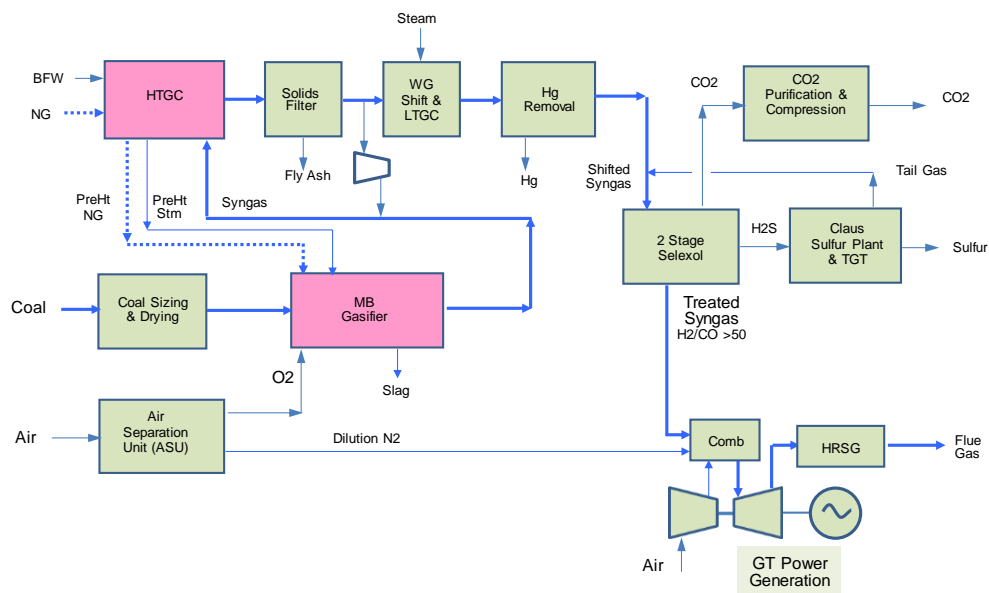 Steam
BFW
NG
HTGC
Solids
Filter
WG
Shift &
LTGC
Hg
Removal
CO2
CO2
Purification &
Compression
CO2
Fly Ash
Hg
Shifted
Syngas
Tail Gas
PreHt
NG
PreHt
Stm
Syngas
2 Stage
Selexol
H2S
Claus
Sulfur Plant
& TGT
Sulfur
Coal
Coal Sizing
& Drying
MB
Gasifier
Treated
Syngas
H2/CO >50
O2
Slag
Air
Air
Separation
Unit (ASU)
Dilution N2
Comb
HRSG
Flue
Gas
Air
GT Power
Generation